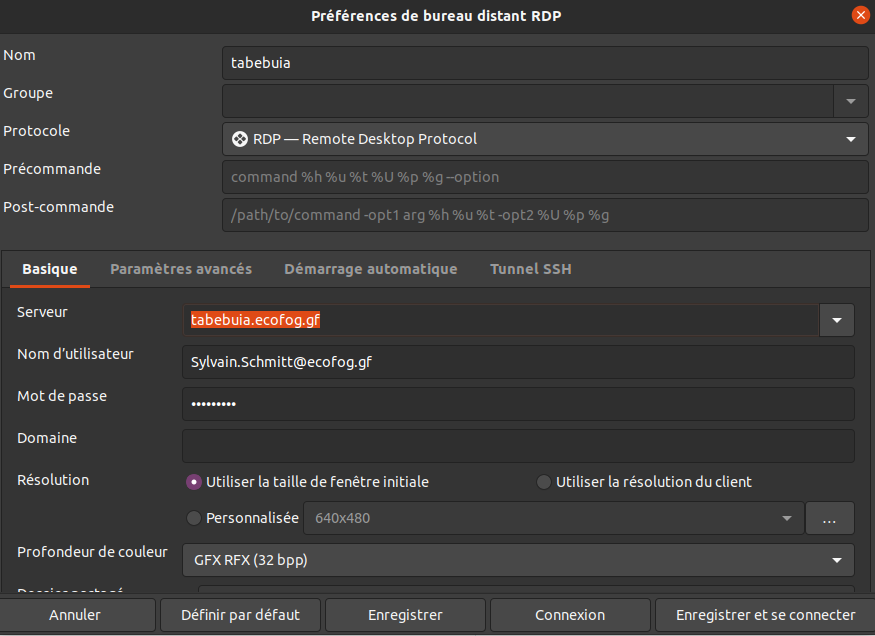 Préférences de bureau distant RDP
Nom
tabebuia
Groupe
Protocole
RDP — Remote Desktop Protocol
Précommande
command %h %u %t %U %p %g --option
Post-commande
/path/to/command -opt1 arg %h %u %t -opt2 %U %p %g
Basique Paramètres avancés Démarrage automatique Tunnel SSH
Serveur
tabebuia.ecofog.gf
Nom d’utilisateur
Sylvain.Schmitt@ecofog.gf
Mot de passe
•••••••••
Domaine
Résolution
Utiliser la taille de fenêtre initiale Utiliser la résolution du client
Personnalisée 640x480 ...
Profondeur de couleur
GFX RFX (32 bpp)
Annuler Définir par défaut Enregistrer Connexion Enregistrer et se connecter